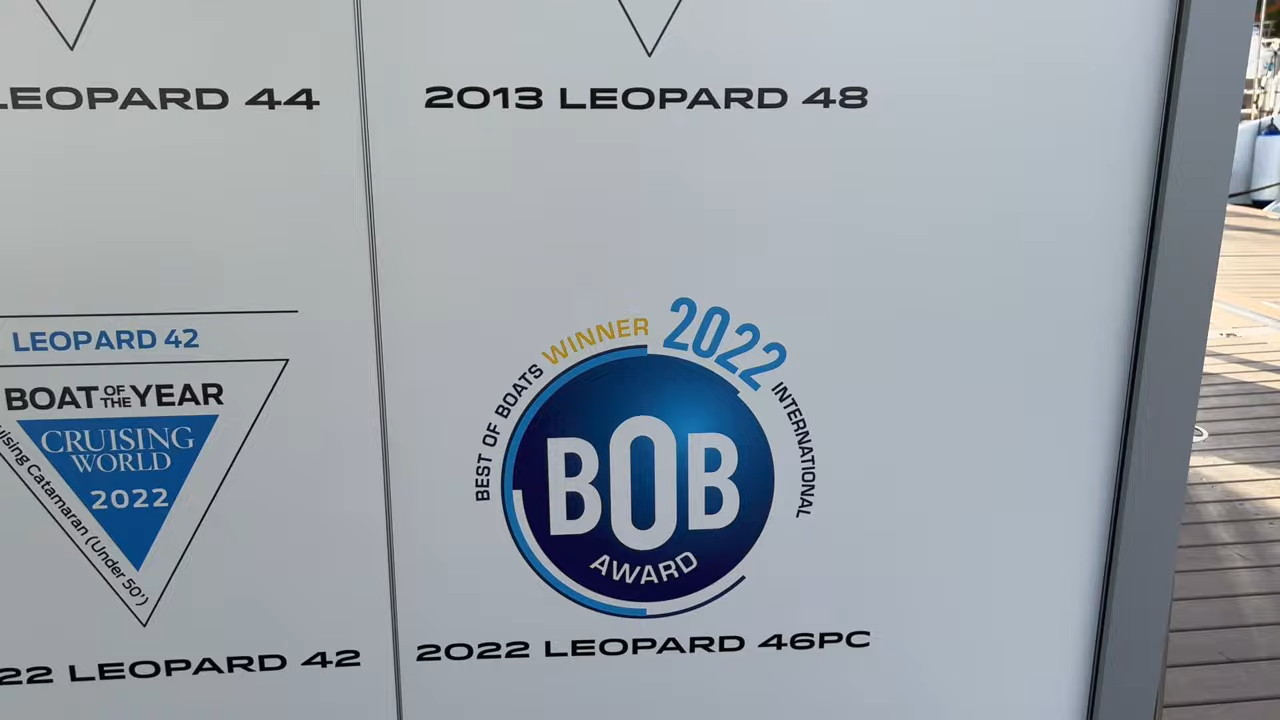 LEOPARD 44
2013 LEOPARD 48
LEOPARD 42
BOAT OF THE YEAR
CRUISING
WORLD
2022
Catamaran (Under 50')
22 LEOPARD 42
BEST OF BOATS WINNER 2022 INTERNATIONAL
BOB
AWARD
2022 LEOPARD 46PC